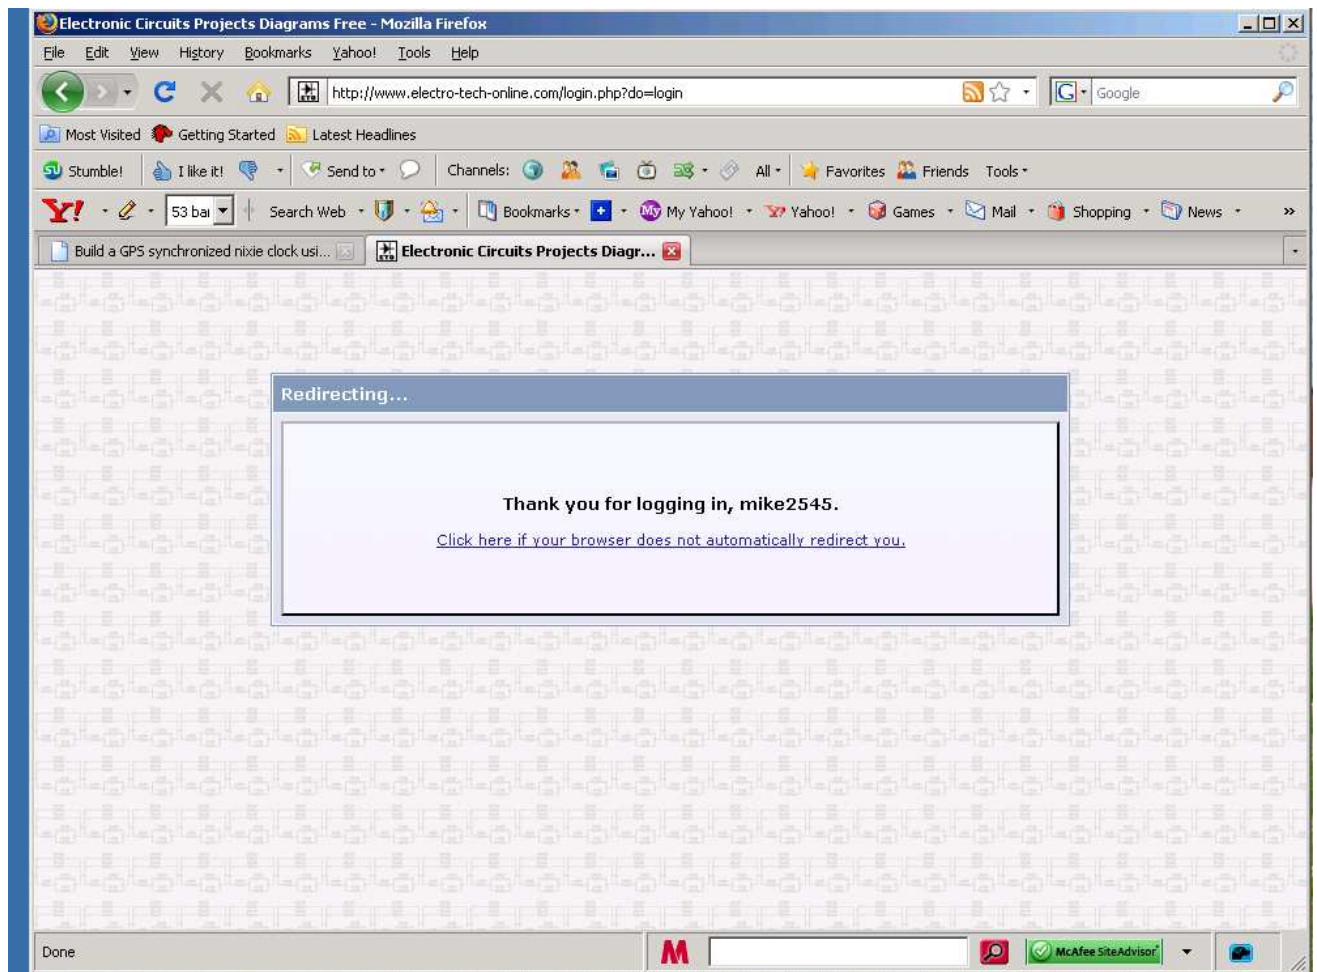 Electronic Circuits Projects Diagrams Free - Mozilla Firefox
File Edit View History Bookmarks Yahoo! Tools Help
http://www.electro-tech-online.com/login.php?do=login G Google
Most Visited Getting Started Latest Headlines
Stumble! I like it! Send to Channels: All Favorites Friends Tools
Y! 53 bai Search Web Bookmarks My My Yahoo! Y? Yahoo! Games Mail Shopping News »
Build a GPS synchronized nixie clock usi... Electronic Circuits Projects Diagr...
Redirecting...
Thank you for logging in, mike2545.
Click here if your browser does not automatically redirect you.
Done M McAfee SiteAdvisor